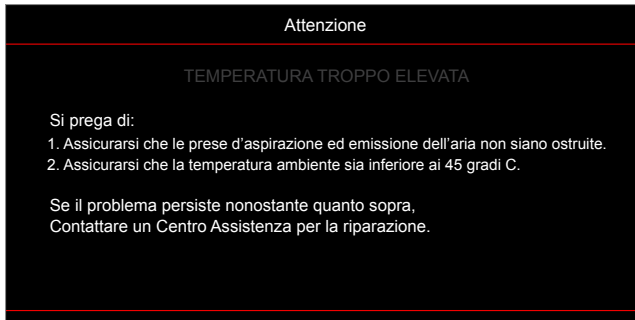 Attenzione
TEMPERATURA TROPPO ELEVATA
Si prega di:
1. Assicurarsi che le prese d’aspirazione ed emissione dell’aria non siano ostruite.
2. Assicurarsi che la temperatura ambiente sia inferiore ai 45 gradi C.
Se il problema persiste nonostante quanto sopra,
Contattare un Centro Assistenza per la riparazione.